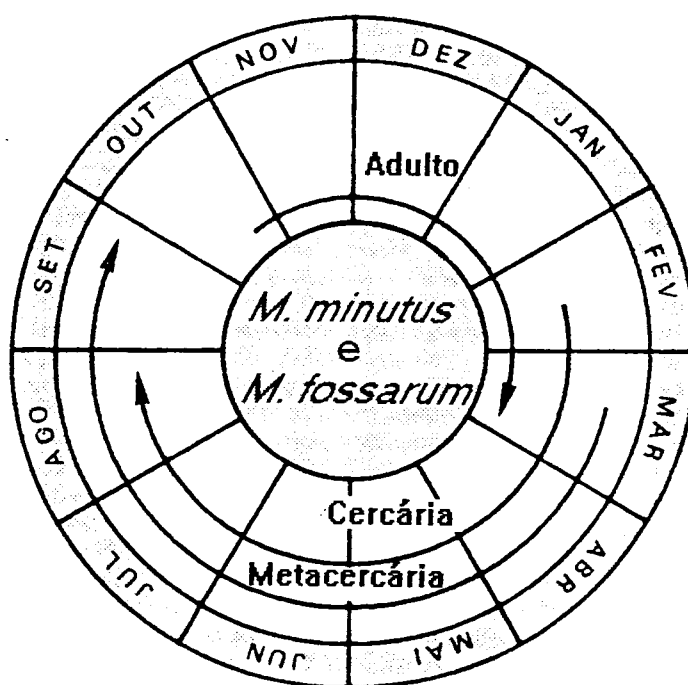 NOV
DEZ
JAN
FEV
MAR
ABR
MAI
JUN
JUL
AGO
SET
OUT
Adulto
M. minutus
e
M. fossarum
Cercária
Metacercária